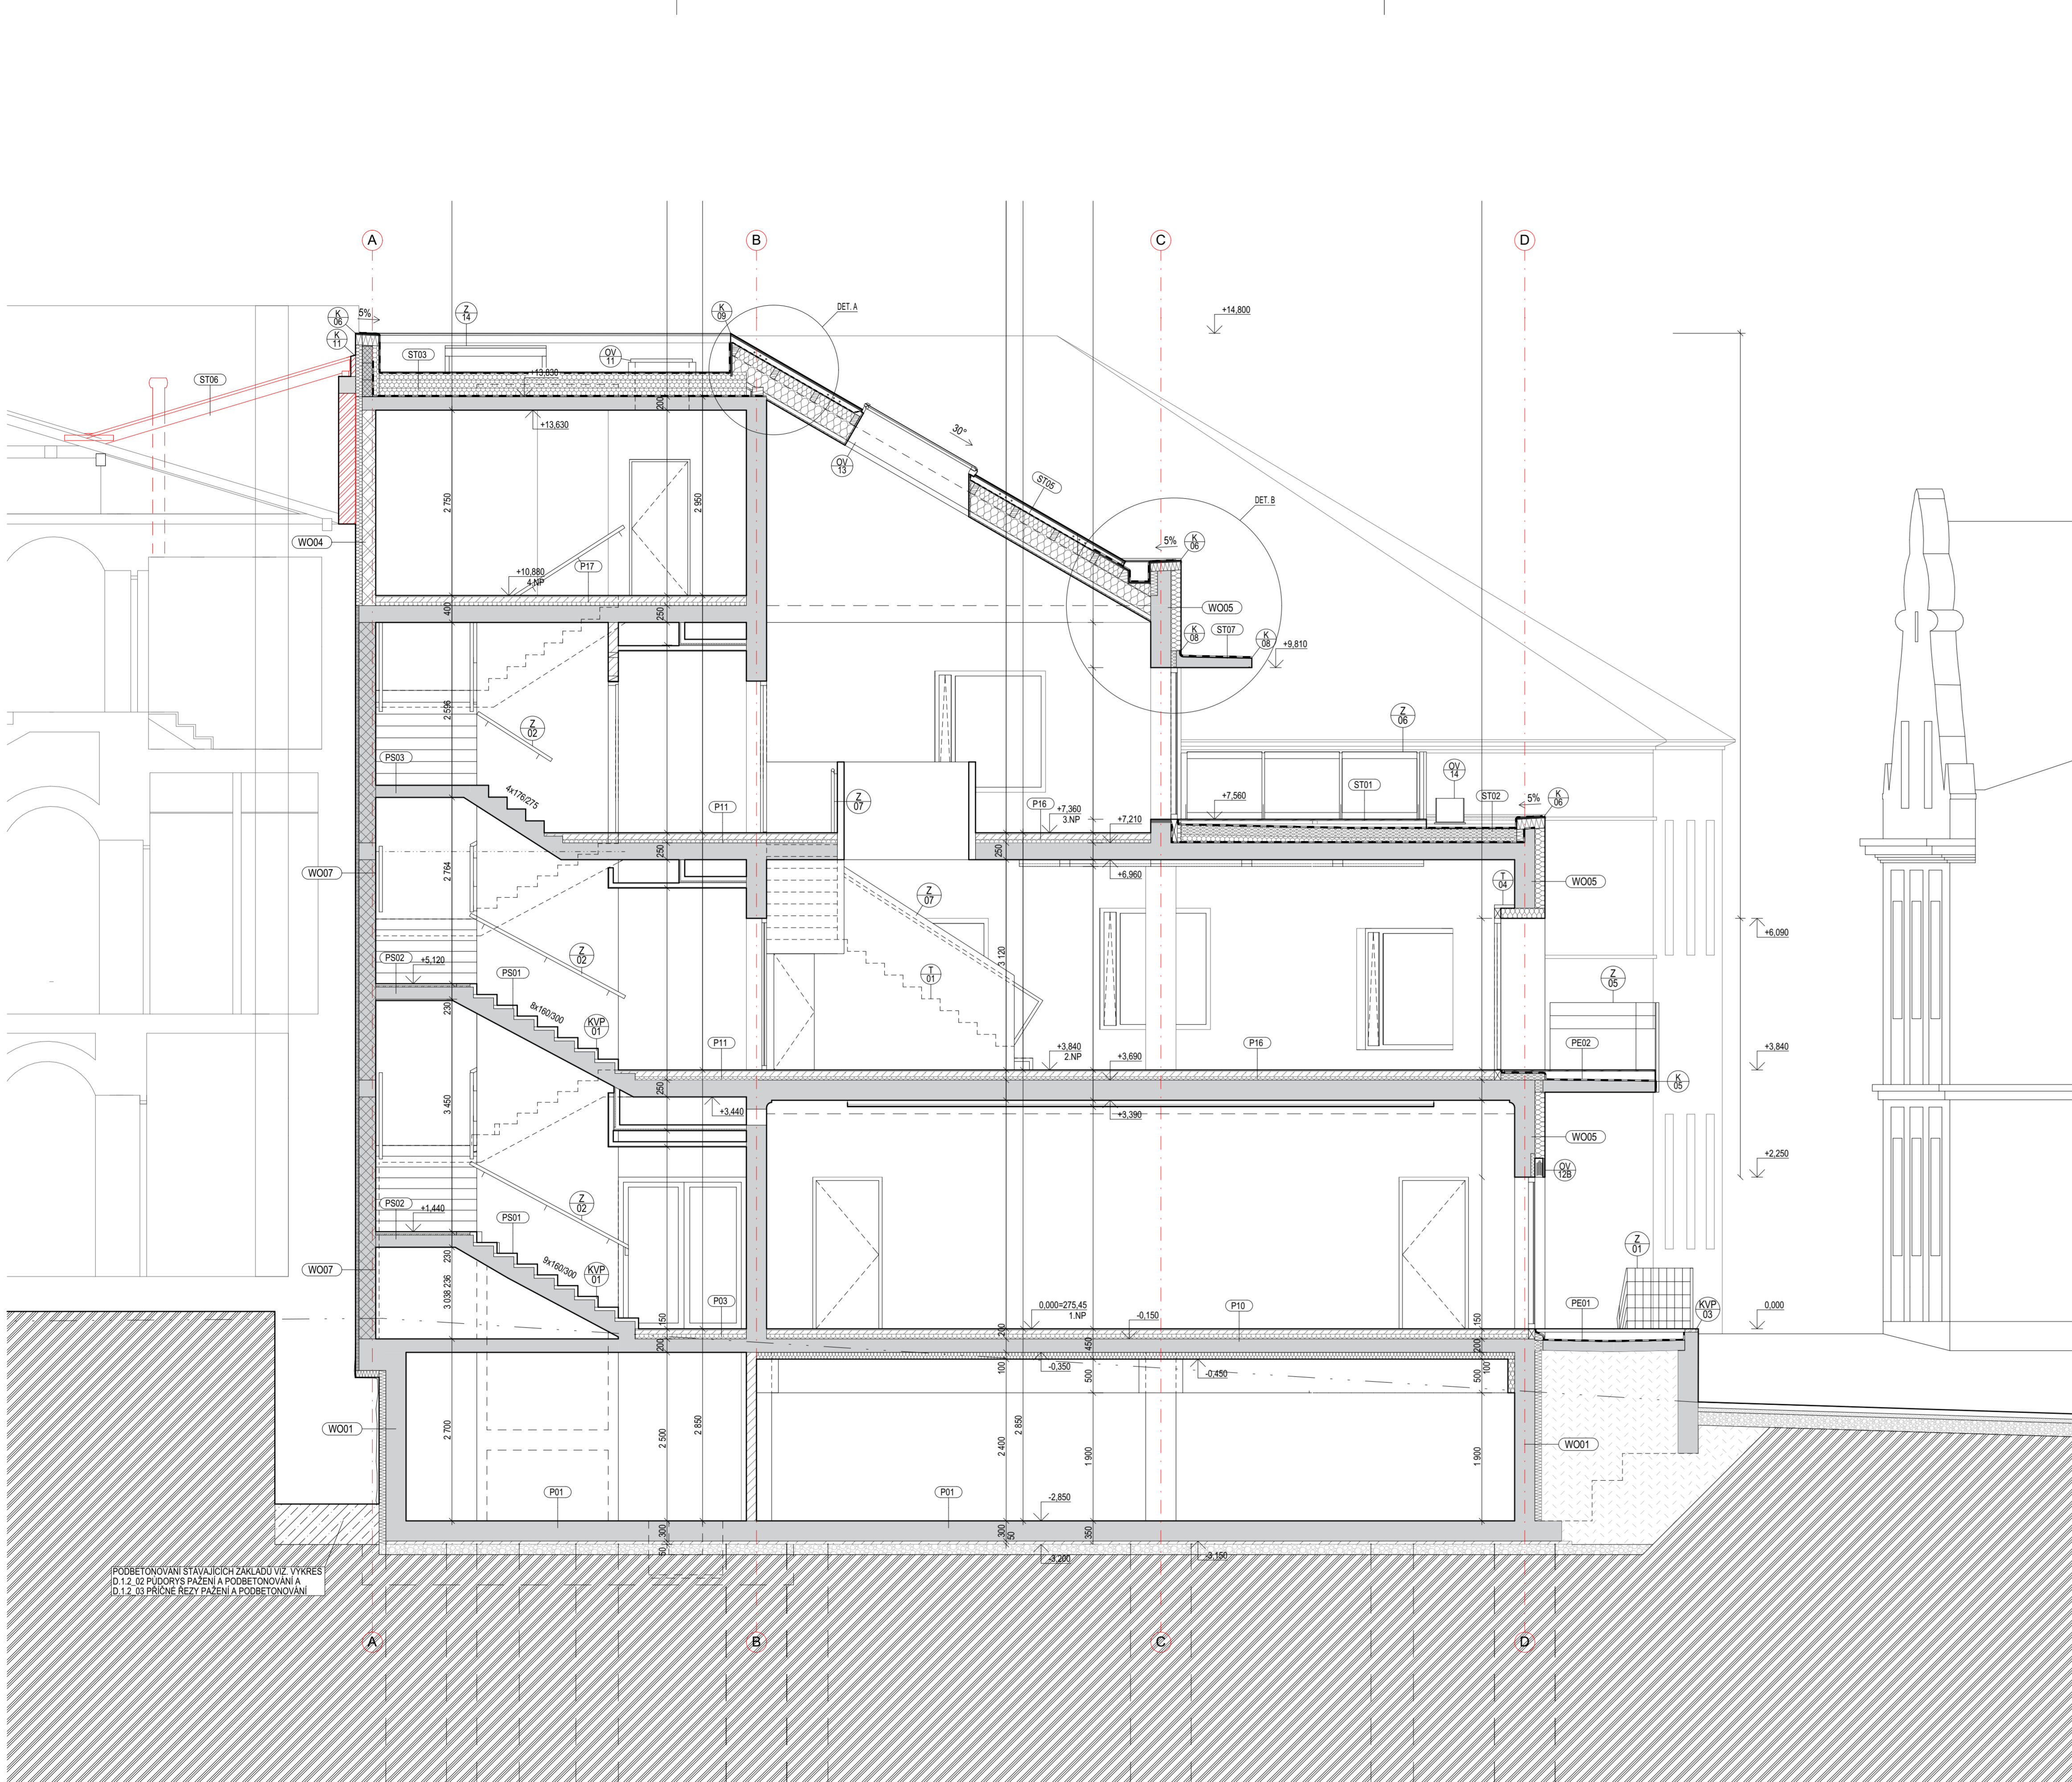 A
B
C
D
DET. A
+14,800
K
06
5%
K
11
Z
14
K
09
ST03
OV
11
ST06
+13,830
200
+13,630
30°
OV
13
ST05
DET. B
2 750
2 950
WO04
5%
K
06
+10,880
4.NP
P17
400
250
WO05
K
08
ST07
K
08
+9,810
2 596
Z
02
Z
06
PS03
4x176/275
Z
07
OV
14
ST01
ST02
5%
K
06
+7,560
P11
P16
+7,360
3.NP
+7,210
250
250
+6,960
WO07
2 764
Z
07
T
04
WO05
+6,090
Z
02
3 120
PS02
+5,120
PS01
T
01
Z
05
230
8x160/300
KVP
01
P11
+3,840
2.NP
+3,690
P16
PE02
+3,840
K
05
250
3 450
+3,440
+3,390
WO05
+2,250
OV
12B
PS02
+1,440
Z
02
PS01
Z
01
230
9x160/300
KVP
01
WO07
236
3 038
P03
150
0,000=275,45
1.NP
-0,150
P10
150
PE01
KVP
03
0,000
200
200
450
200
100
-0,350
500
-0,450
500
100
WO01
2 700
2 500
2 850
2 400
2 850
1 900
1 900
WO01
P01
P01
-2,850
300
50
300
50
350
-3,200
-3,150
PODBETONOVÁNÍ STÁVAJÍCÍCH ZÁKLADŮ VIZ. VÝKRES
D.1.2_02 PŮDORYS PAŽENÍ A PODBETONOVÁNÍ A
D.1.2_03 PŘÍČNÉ ŘEZY PAŽENÍ A PODBETONOVÁNÍ
A
B
C
D